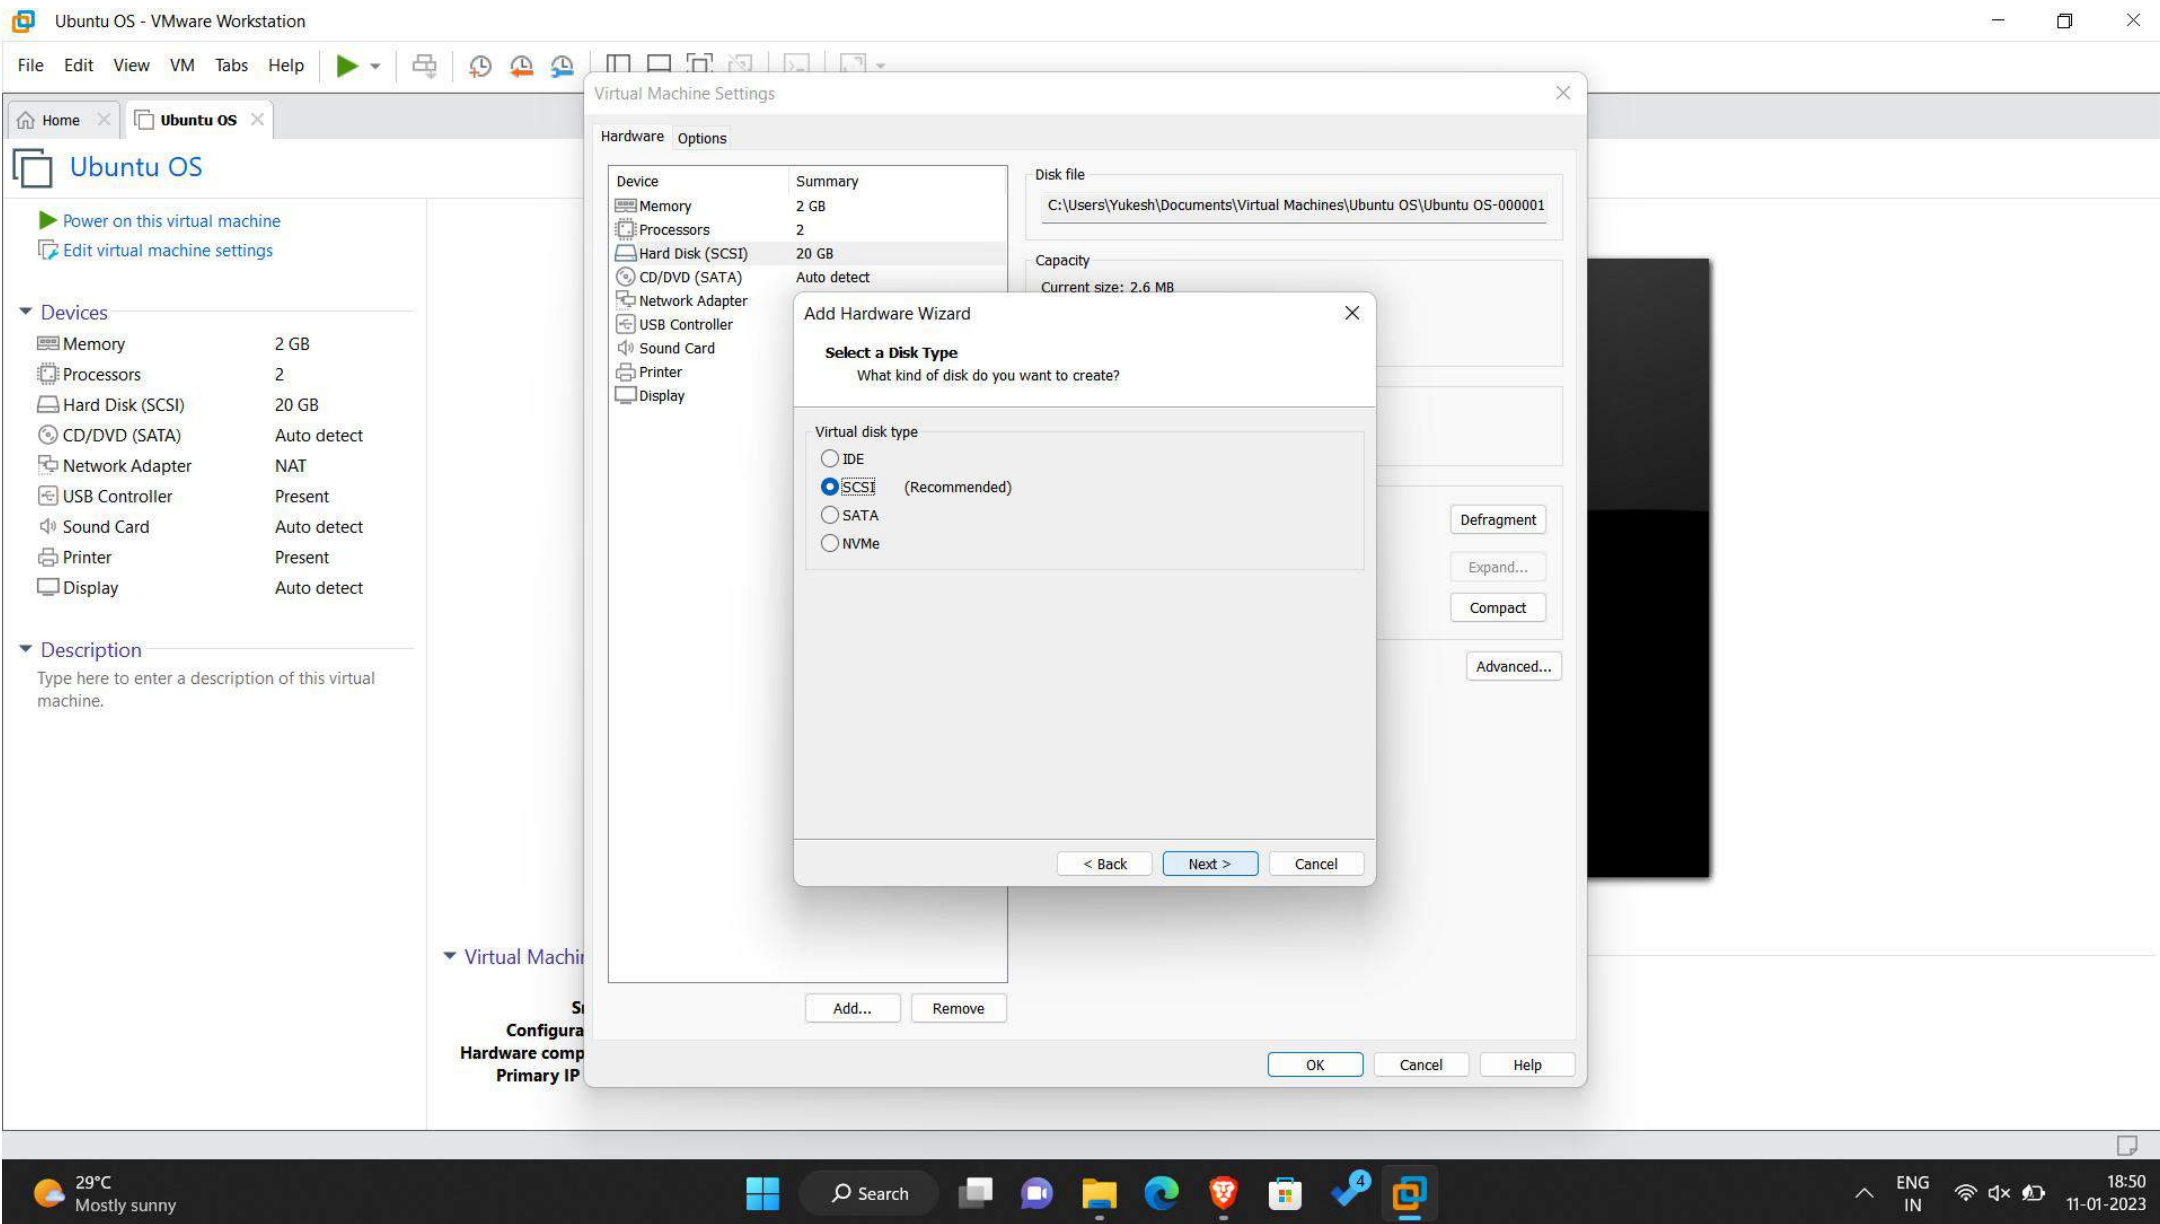 Ubuntu OS - VMware Workstation
File Edit View VM Tabs Help
Home
Ubuntu OS
Ubuntu OS
Power on this virtual machine
Edit virtual machine settings
Devices
Memory 2 GB
Processors 2
Hard Disk (SCSI) 20 GB
CD/DVD (SATA) Auto detect
Network Adapter NAT
USB Controller Present
Sound Card Auto detect
Printer Present
Display Auto detect
Description
Type here to enter a description of this virtual
machine.
Virtual Machin
Configura
Hardware comp
Primary IP
Virtual Machine Settings
Hardware Options
Device Summary
Memory 2 GB
Processors 2
Hard Disk (SCSI) 20 GB
CD/DVD (SATA) Auto detect
Network Adapter
USB Controller
Sound Card
Printer
Display
Disk file
C:\Users\Yukesh\Documents\Virtual Machines\Ubuntu OS\Ubuntu OS-000001
Capacity
Current size: 2.6 MB
Defragment
Expand...
Compact
Advanced...
Add Hardware Wizard
Select a Disk Type
What kind of disk do you want to create?
Virtual disk type
IDE
SCSI (Recommended)
SATA
NVMe
< Back Next > Cancel
Add... Remove
OK Cancel Help
29°C
Mostly sunny
Search
4
ENG
IN
18:50
11-01-2023